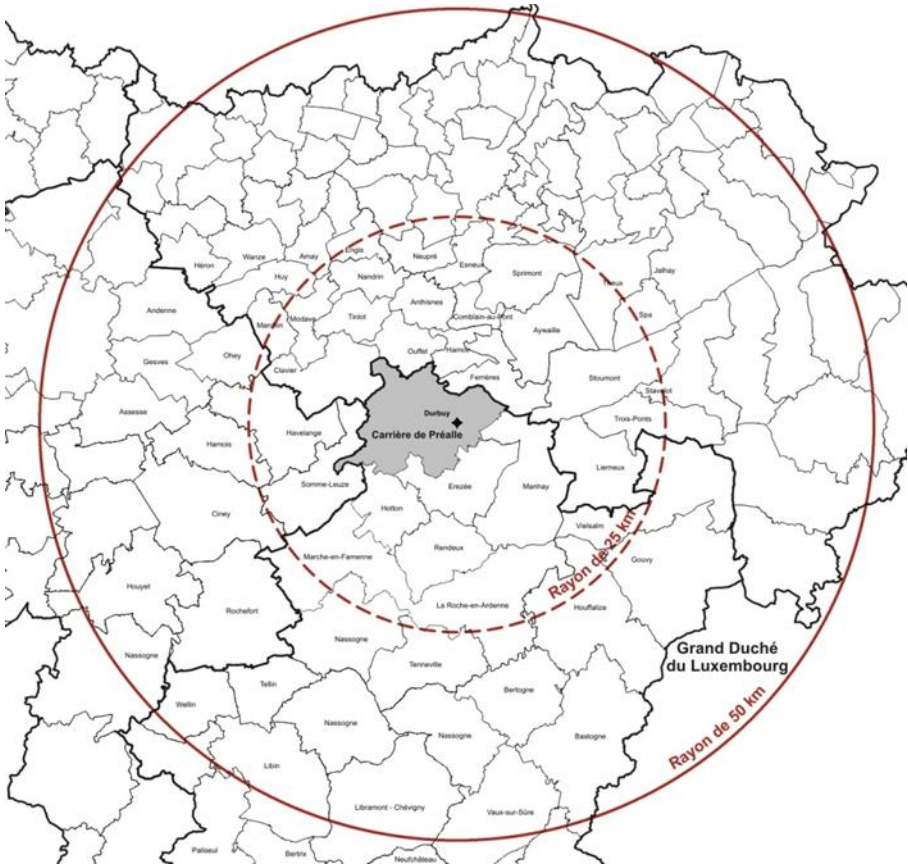 Engis
Héron
Wanze
Amay
Neupré
Esneux
Huy
Nandrin
Sprimont
Jalhay
Theux
Andenne
Marchin
Modave
Tinlot
Anthisnes
Comblain-au-Pont
Spa
Aywaille
Ohey
Gesves
Clavier
Ouffet
Hamoir
Ferrières
Stoumont
Stavelot
Assesse
Durbuy
Trois-Ponts
Havelange
Carrière de Préalle
Hamois
Lierneux
Somme-Leuze
Erezée
Manhay
Hotton
Ciney
Vielsalm
Rendeux
Marche-en-Famenne
Gouvy
Rayon de 25 km
Houyet
Rochefort
La Roche-en-Ardenne
Houffalize
Nassogne
Grand Duché
du Luxembourg
Nassogne
Tenneville
Tellin
Bertogne
Wellin
Nassogne
Nassogne
Bastogne
Rayon de 50 km
Libin
Libramont - Chévigny
Vaux-sur-Sûre
Paliseul
Bertrix
Neufchâteau